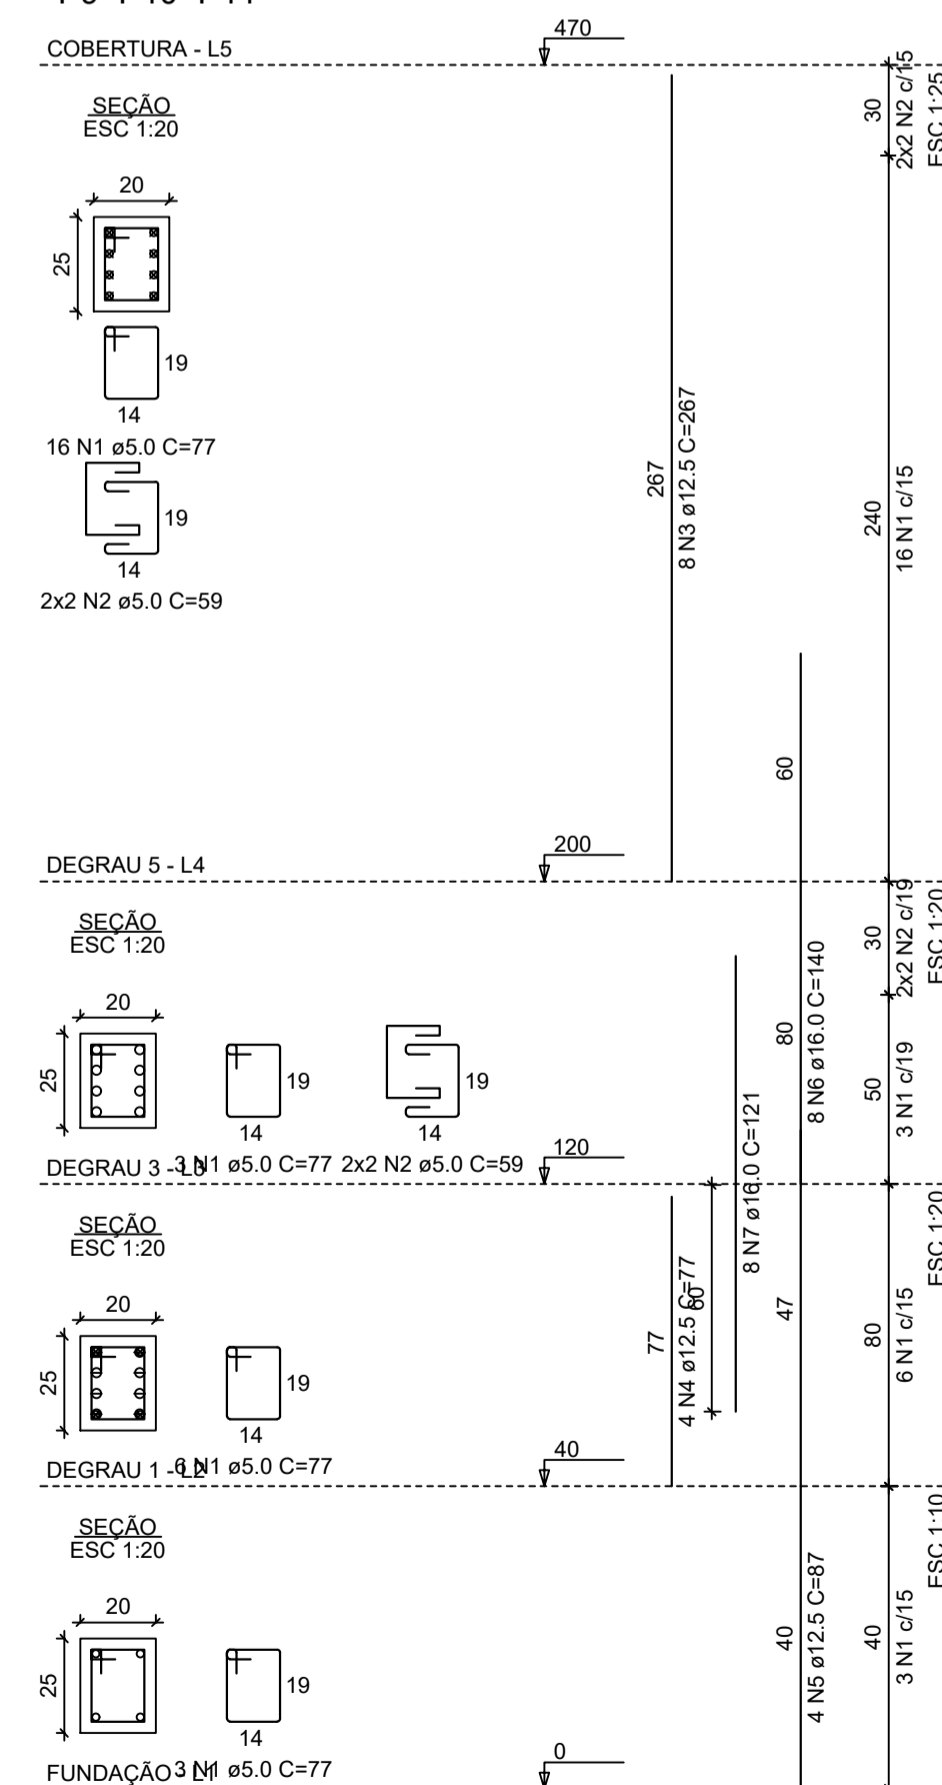 COBERTURA - L5
470
SEÇÃO
ESC 1:20
20
25
19
14
16 N1 ø5.0 C=77
19
14
2x2 N2 ø5.0 C=59
267
8 N3 ø12.5 C=267
30
2x2 N2 c/15
ESC 1:25
240
16 N1 c/15
60
DEGRAU 5 - L4
200
SEÇÃO
ESC 1:20
20
25
19
14
3 N1 ø5.0 C=77
19
14
2x2 N2 ø5.0 C=59
8 N7 ø16.0 C=121
80
8 N6 ø16.0 C=140
30
2x2 N2 c/19
ESC 1:20
50
3 N1 c/19
DEGRAU 3 - L3
120
SEÇÃO
ESC 1:20
20
25
19
14
6 N1 ø5.0 C=77
77
4 N4 ø12.5 C=77
60
47
80
6 N1 c/15
ESC 1:20
DEGRAU 1 - L2
40
SEÇÃO
ESC 1:20
20
25
19
14
3 N1 ø5.0 C=77
40
4 N5 ø12.5 C=87
40
3 N1 c/15
ESC 1:10
FUNDAÇÃO - L1
0